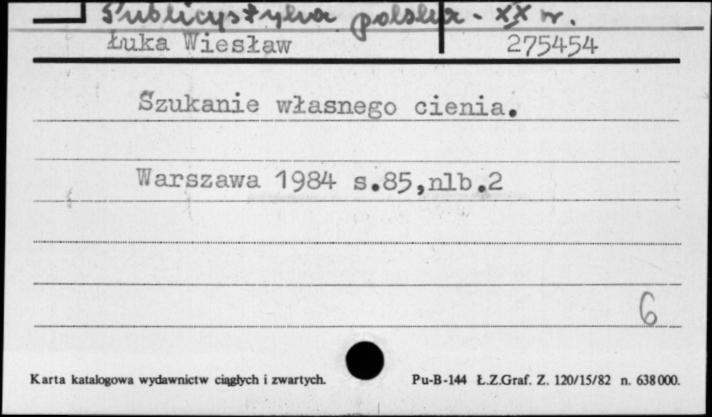 Publicystyka polska - XX w.
Łuka Wiesław 275454
Szukanie własnego cienia.
Warszawa 1984 s.85,nlb.2
6
Karta katalogowa wydawnictw ciągłych i zwartych. Pu-B-144 Ł.Z.Graf. Z. 120/15/82 n. 638000.